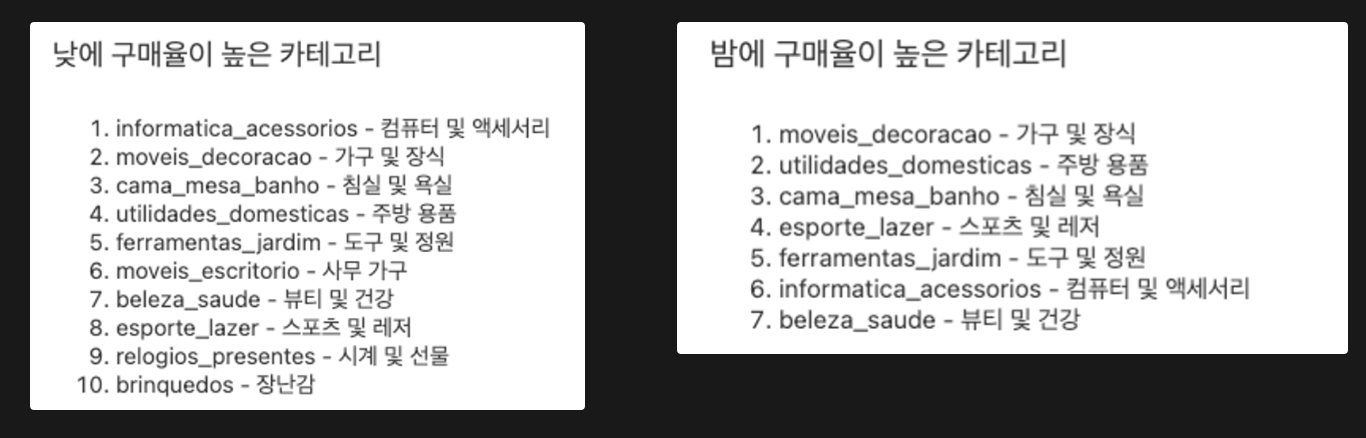 낮에 구매율이 높은 카테고리
1. informatica_acessorios - 컴퓨터 및 액세서리
2. moveis_decoracao - 가구 및 장식
3. cama_mesa_banho - 침실 및 욕실
4. utilidades_domesticas - 주방 용품
5. ferramentas_jardim - 도구 및 정원
6. moveis_escritorio - 사무 가구
7. beleza_saude - 뷰티 및 건강
8. esporte_lazer - 스포츠 및 레저
9. relogios_presentes - 시계 및 선물
10. brinquedos - 장난감
밤에 구매율이 높은 카테고리
1. moveis_decoracao - 가구 및 장식
2. utilidades_domesticas - 주방 용품
3. cama_mesa_banho - 침실 및 욕실
4. esporte_lazer - 스포츠 및 레저
5. ferramentas_jardim - 도구 및 정원
6. informatica_acessorios - 컴퓨터 및 액세서리
7. beleza_saude - 뷰티 및 건강